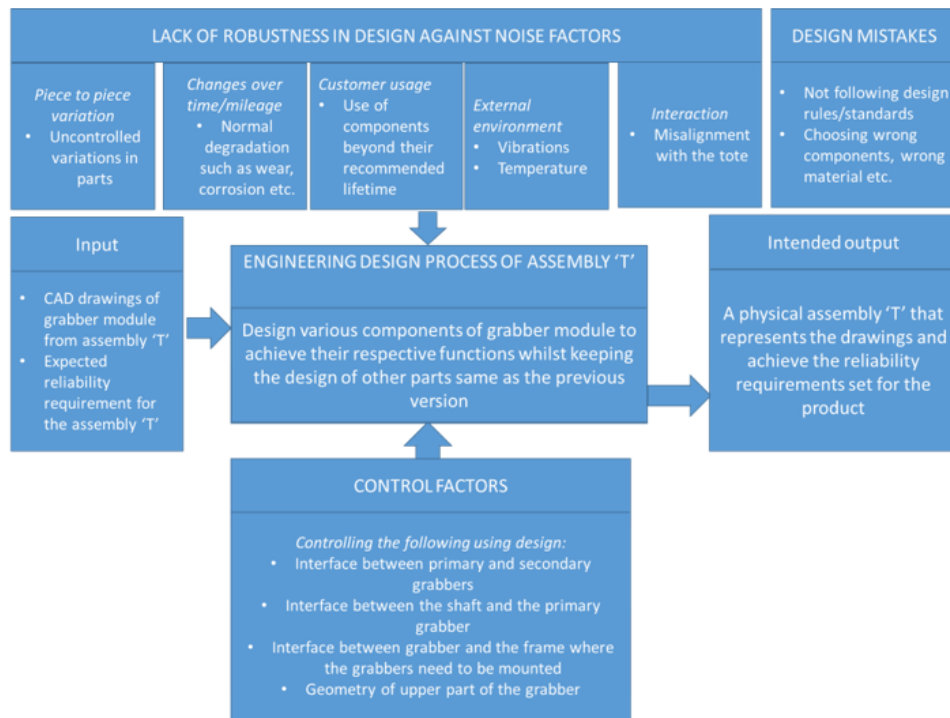 LACK OF ROBUSTNESS IN DESIGN AGAINST NOISE FACTORS
Piece to piece
variation
• Uncontrolled
variations in
parts
Changes over
time/mileage
• Normal
degradation
such as wear,
corrosion etc.
Customer usage
• Use of
components
beyond their
recommended
lifetime
External
environment
• Vibrations
• Temperature
Interaction
• Misalignment
with the tote
DESIGN MISTAKES
• Not following design
rules/standards
• Choosing wrong
components, wrong
material etc.
Input
• CAD drawings of
grabber module
from assembly ‘T’
• Expected
reliability
requirement for
the assembly ‘T’
ENGINEERING DESIGN PROCESS OF ASSEMBLY ‘T’
Design various components of grabber module to
achieve their respective functions whilst keeping
the design of other parts same as the previous
version
Intended output
A physical assembly ‘T’ that
represents the drawings and
achieve the reliability
requirements set for the
product
CONTROL FACTORS
Controlling the following using design:
• Interface between primary and secondary
grabbers
• Interface between the shaft and the primary
grabber
• Interface between grabber and the frame where
the grabbers need to be mounted
• Geometry of upper part of the grabber